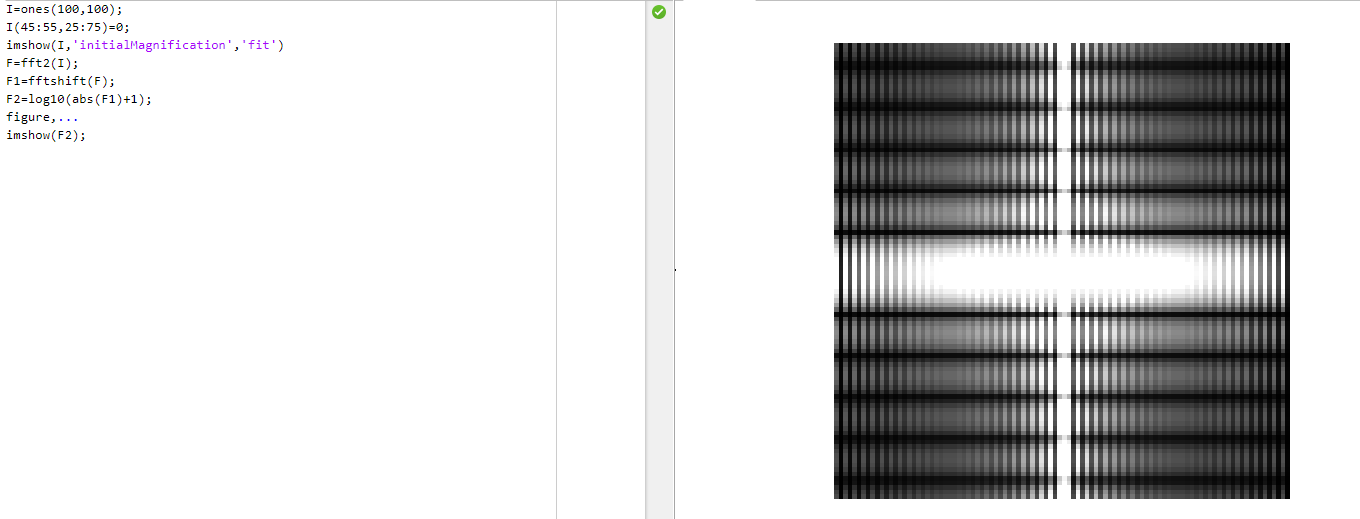 I=ones(100,100);
I(45:55,25:75)=0;
imshow(I,'initialMagnification','fit')
F=fft2(I);
F1=fftshift(F);
F2=log10(abs(F1)+1);
figure,...
imshow(F2);